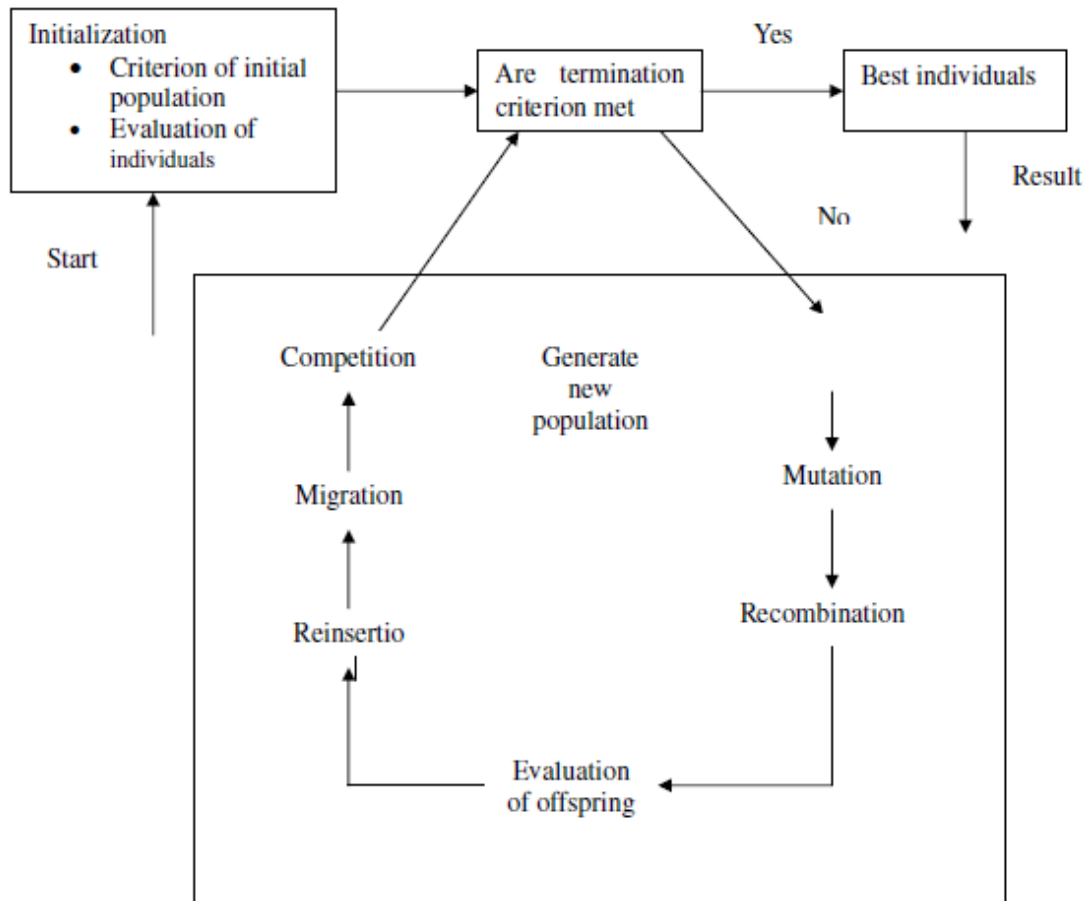 Initialization
• Criterion of initial
population
• Evaluation of
individuals
Are termination
criterion met
Yes
Best individuals
Result
No
Start
Competition
Generate
new
population
Mutation
Migration
Recombination
Reinsertio
Evaluation
of offspring